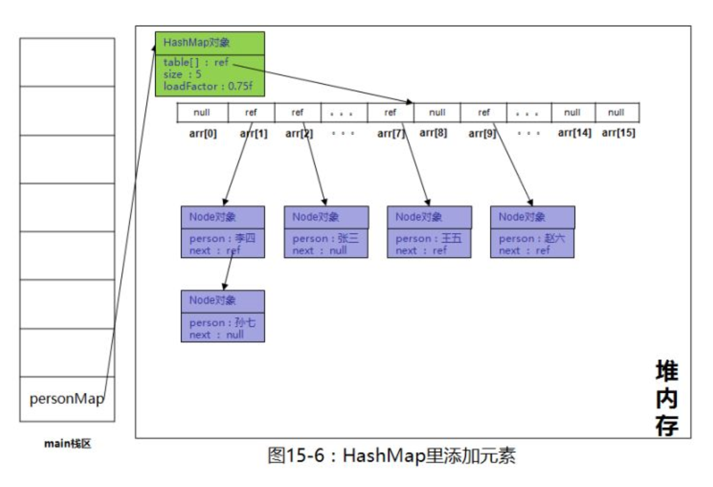 HashMap对象
table[] : ref
size : 5
loadFactor : 0.75f
null ref ref . . . ref null ref . . . null null
arr[0] arr[1] arr[2] . . . arr[7] arr[8] arr[9] . . . arr[14] arr[15]
Node对象
person : 李四
next : ref
Node对象
person : 张三
next : null
Node对象
person : 王五
next : ref
Node对象
person : 赵六
next : ref
Node对象
person : 孙七
next : null
personMap
main栈区
堆
内
存
图15-6：HashMap里添加元素